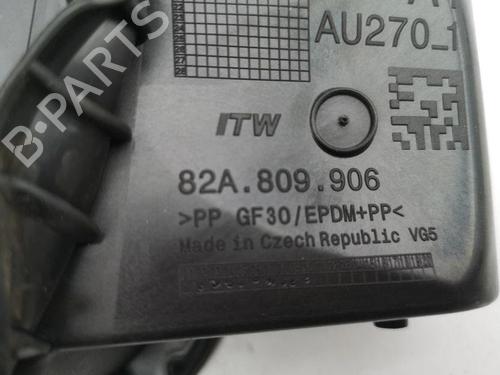 AU270_1
ITW
82A.809.906
>PP GF30/EPDM+PP<
Made in Czech Republic VG5
B-PARTS